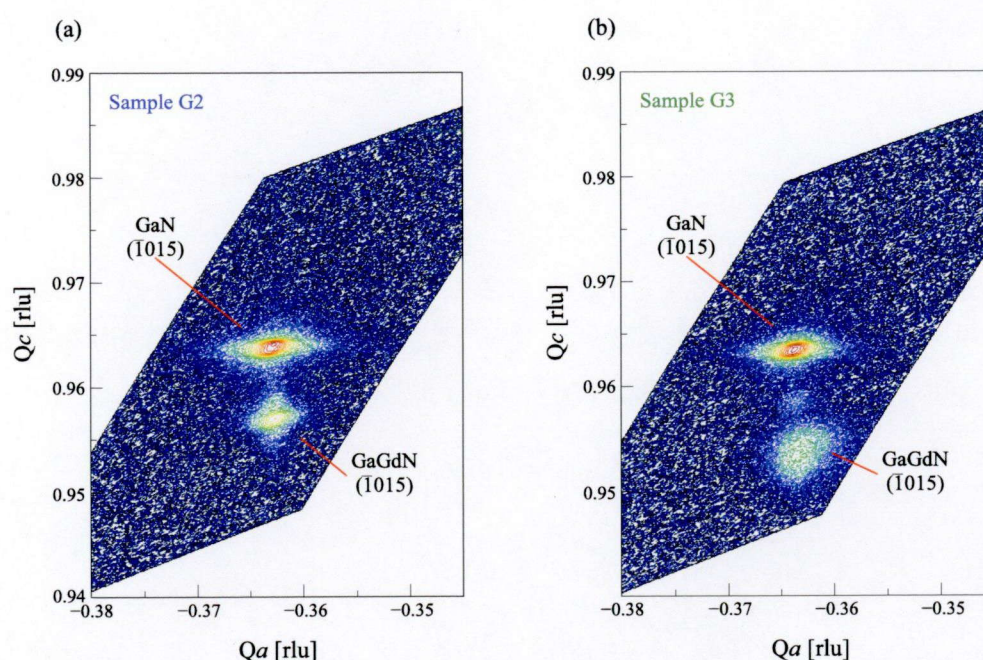 (a)
0.99
0.98
0.97
0.96
0.95
0.94
Qc [rlu]
Sample G2
GaN
(1̅015)
GaGdN
(1̅015)
−0.38
−0.37
−0.36
−0.35
Qa [rlu]
(b)
0.99
0.98
0.97
0.96
0.95
Qc [rlu]
Sample G3
GaN
(1̅015)
GaGdN
(1̅015)
−0.38
−0.37
−0.36
−0.35
Qa [rlu]